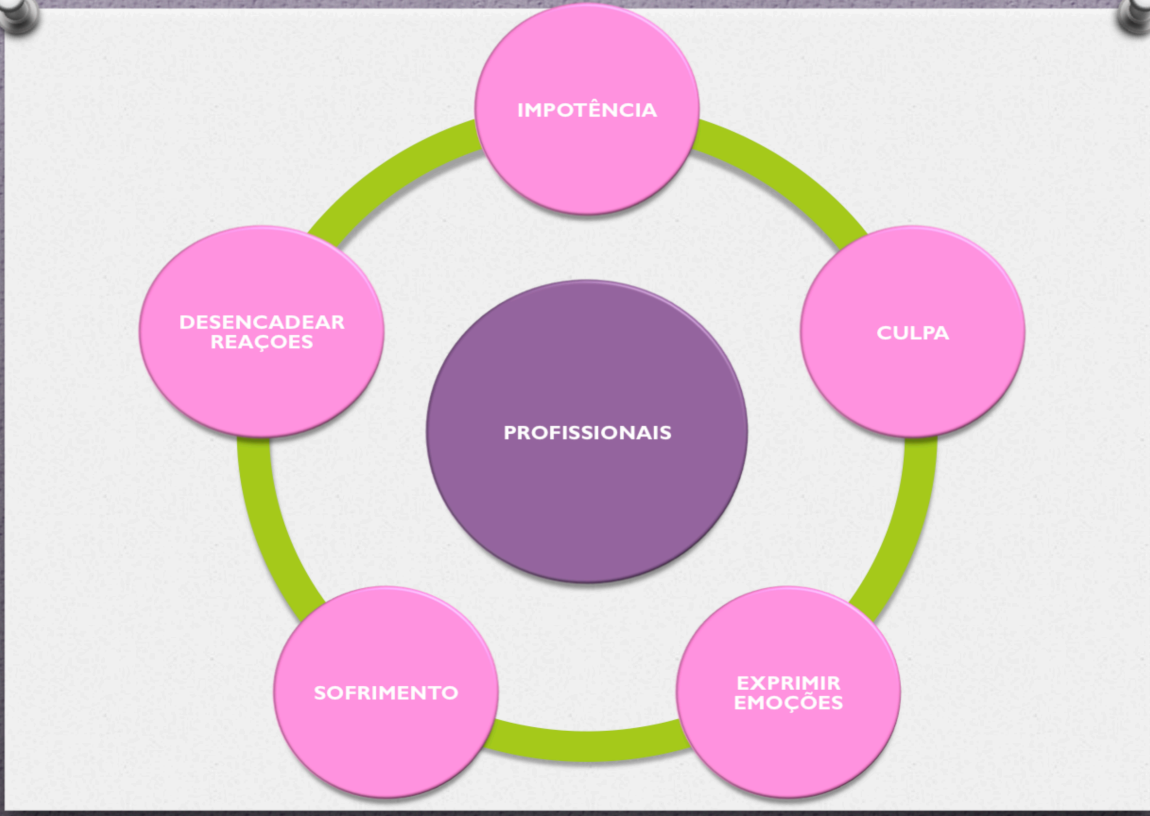 IMPOTÊNCIA
CULPA
EXPRIMIR
EMOÇÕES
SOFRIMENTO
DESENCADEAR
REAÇOES
PROFISSIONAIS